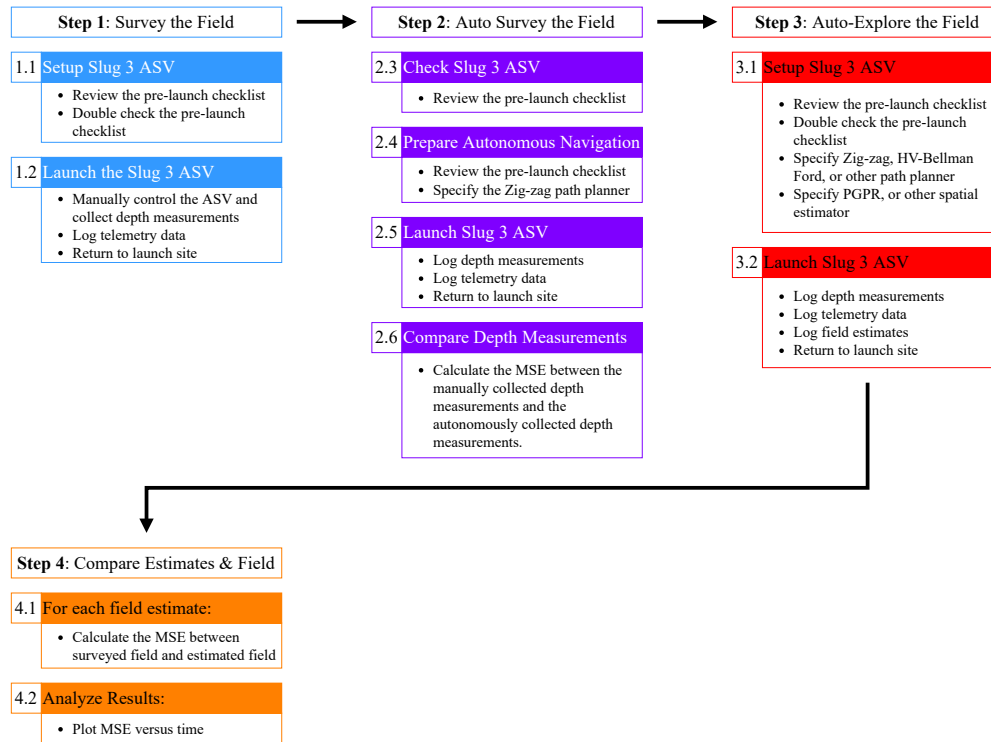 Step 1: Survey the Field
1.1 Setup Slug 3 ASV
• Review the pre-launch checklist
• Double check the pre-launch
checklist
1.2 Launch the Slug 3 ASV
• Manually control the ASV and
collect depth measurements
• Log telemetry data
• Return to launch site
Step 2: Auto Survey the Field
2.3 Check Slug 3 ASV
• Review the pre-launch checklist
2.4 Prepare Autonomous Navigation
• Review the pre-launch checklist
• Specify the Zig-zag path planner
2.5 Launch Slug 3 ASV
• Log depth measurements
• Log telemetry data
• Return to launch site
2.6 Compare Depth Measurements
• Calculate the MSE between the
manually collected depth
measurements and the
autonomously collected depth
measurements.
Step 3: Auto-Explore the Field
3.1 Setup Slug 3 ASV
• Review the pre-launch checklist
• Double check the pre-launch
checklist
• Specify Zig-zag, HV-Bellman
Ford, or other path planner
• Specify PGPR, or other spatial
estimator
3.2 Launch Slug 3 ASV
• Log depth measurements
• Log telemetry data
• Log field estimates
• Return to launch site
Step 4: Compare Estimates & Field
4.1 For each field estimate:
• Calculate the MSE between
surveyed field and estimated field
4.2 Analyze Results:
• Plot MSE versus time